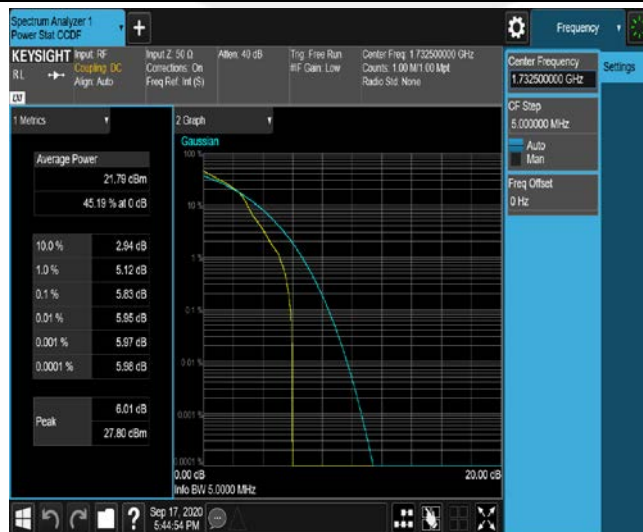 Spectrum Analyzer 1
Power Stat CCDF
+
Frequency
KEYSIGHT
RL
LXI
Input: RF
Coupling: DC
Align: Auto
Input Z: 50 Ω
Corrections: On
Freq Ref: Int (S)
Atten: 40 dB
Trig: Free Run
#IF Gain: Low
Center Freq: 1.732500000 GHz
Counts: 1.00 M/1.00 Mpt
Radio Std: None
Center Frequency
1.732500000 GHz
Settings
CF Step
5.000000 MHz
Auto
Man
Freq Offset
0 Hz
1 Metrics
Average Power
21.79 dBm
45.19 % at 0 dB
10.0 % 2.94 dB
1.0 % 5.12 dB
0.1 % 5.83 dB
0.01 % 5.95 dB
0.001 % 5.97 dB
0.0001 % 5.98 dB
Peak 6.01 dB
27.80 dBm
2 Graph
Gaussian
100 %
10 %
1 %
0.1 %
0.01 %
0.001 %
0.0001 %
0.00 dB
20.00 dB
Info BW 5.0000 MHz
?
Sep 17, 2020
5:44:54 PM